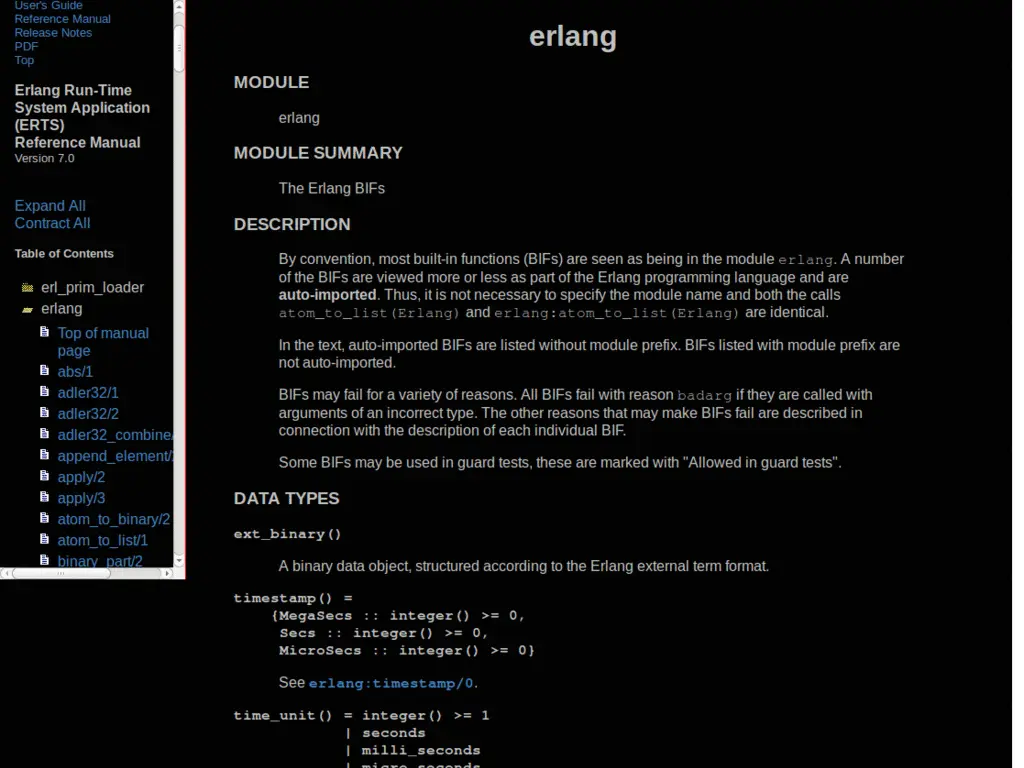 User's Guide
Reference Manual
Release Notes
PDF
Top
Erlang Run-Time
System Application
(ERTS)
Reference Manual
Version 7.0
Expand All
Contract All
Table of Contents
erl_prim_loader
erlang
Top of manual
page
abs/1
adler32/1
adler32/2
adler32_combine/
append_element/
apply/2
apply/3
atom_to_binary/2
atom_to_list/1
binary_part/2
erlang
MODULE
erlang
MODULE SUMMARY
The Erlang BIFs
DESCRIPTION
By convention, most built-in functions (BIFs) are seen as being in the module erlang. A number
of the BIFs are viewed more or less as part of the Erlang programming language and are
auto-imported. Thus, it is not necessary to specify the module name and both the calls
atom_to_list(Erlang) and erlang:atom_to_list(Erlang) are identical.
In the text, auto-imported BIFs are listed without module prefix. BIFs listed with module prefix are
not auto-imported.
BIFs may fail for a variety of reasons. All BIFs fail with reason badarg if they are called with
arguments of an incorrect type. The other reasons that may make BIFs fail are described in
connection with the description of each individual BIF.
Some BIFs may be used in guard tests, these are marked with "Allowed in guard tests".
DATA TYPES
ext_binary()
A binary data object, structured according to the Erlang external term format.
timestamp() =
{MegaSecs :: integer() >= 0,
Secs :: integer() >= 0,
MicroSecs :: integer() >= 0}
See erlang:timestamp/0.
time_unit() = integer() >= 1
| seconds
| milli_seconds
| micro_seconds